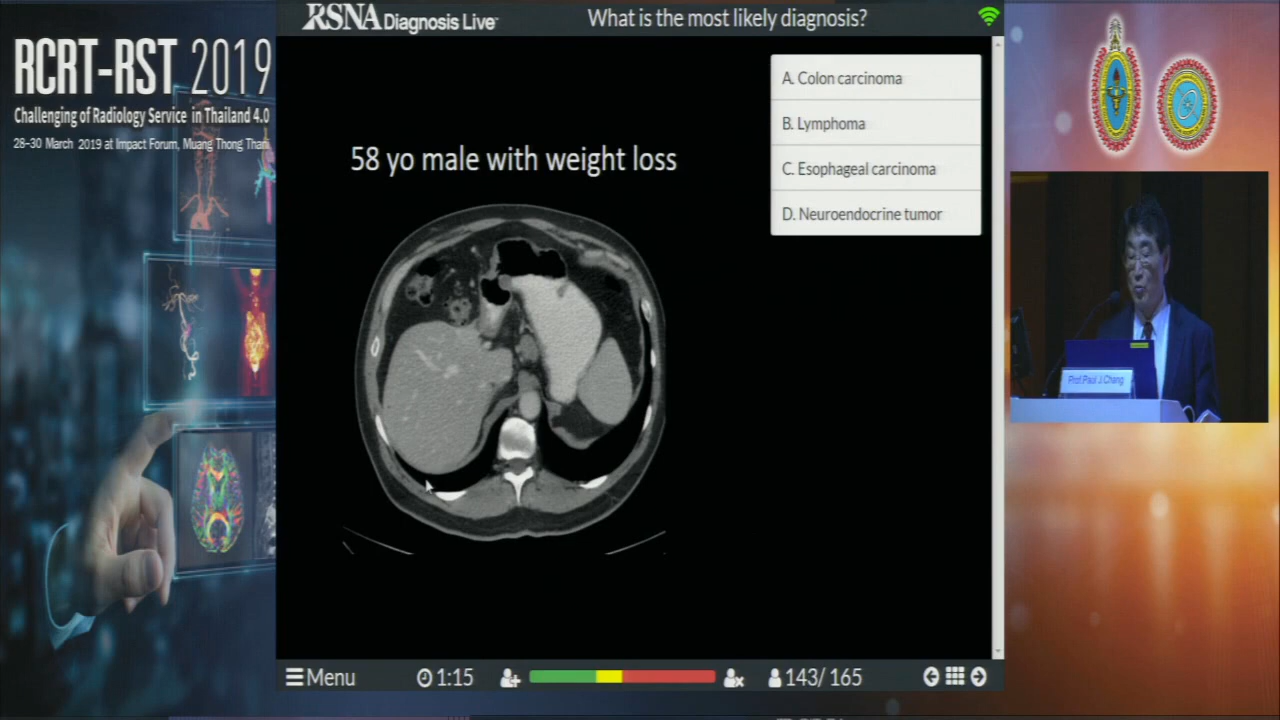 RCRT-RST 2019
Challenging of Radiology Service in Thailand 4.0
28-30 March 2019 at Impact Forum, Muang Thong Thani
RSNA Diagnosis Live™
What is the most likely diagnosis?
A. Colon carcinoma
B. Lymphoma
C. Esophageal carcinoma
D. Neuroendocrine tumor
58 yo male with weight loss
Prof.Paul J.Chang
Menu
1:15
143/ 165